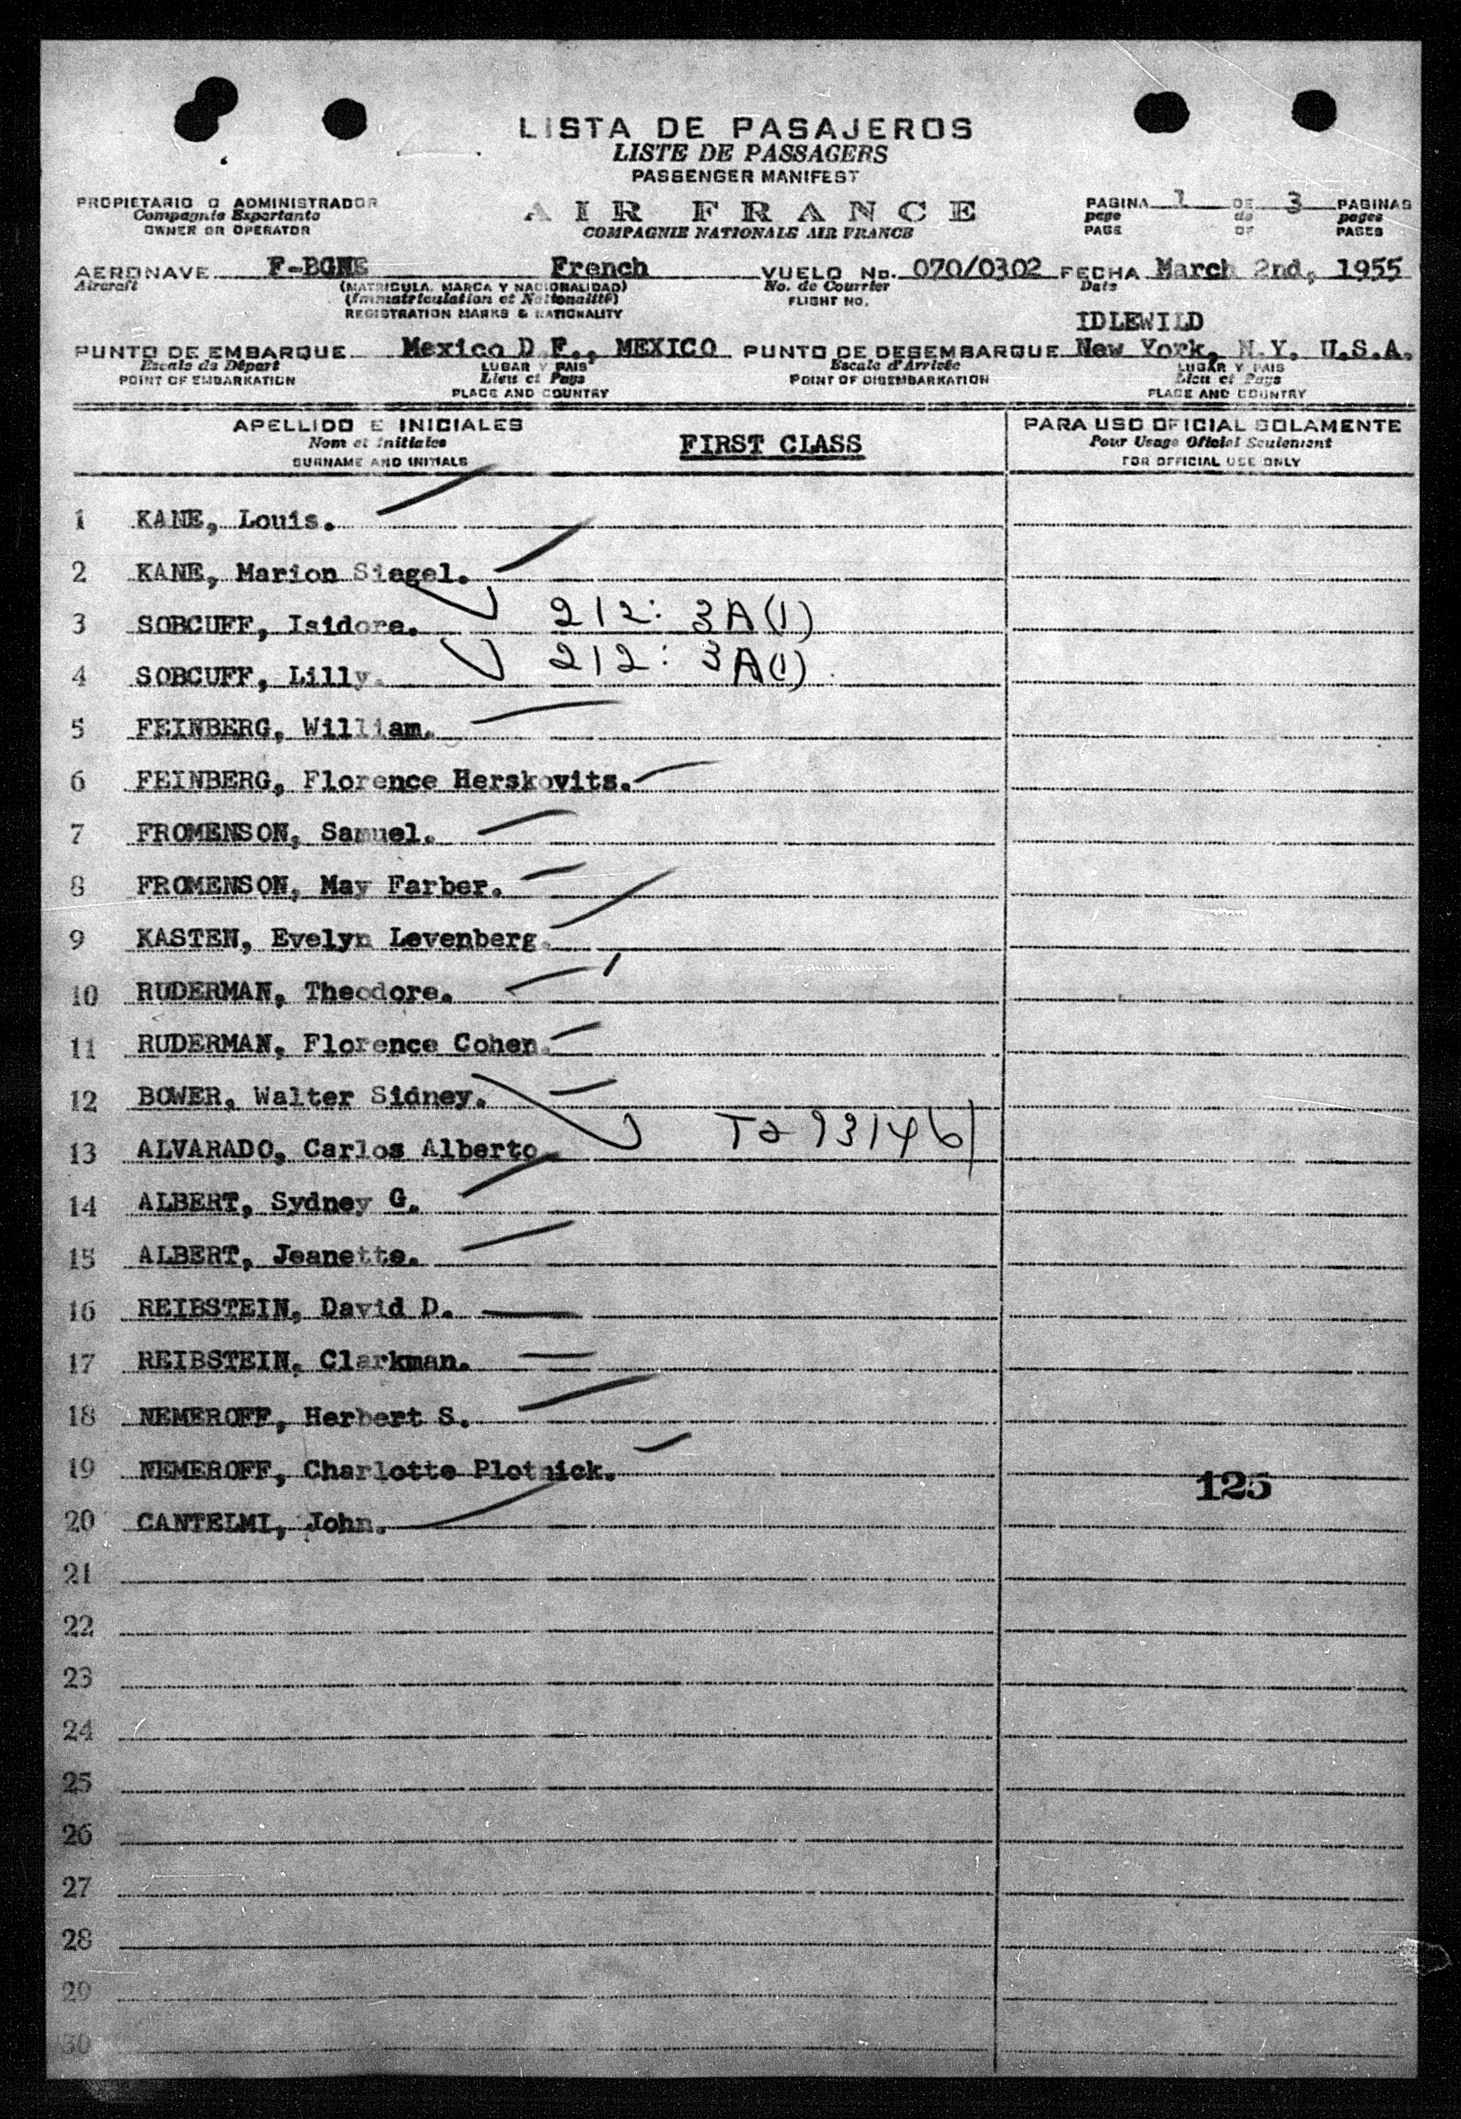 LISTA DE PASAJEROS
LISTE DE PASSAGERS
PASSENGER MANIFEST
PROPIETARIO O ADMINISTRADOR
Compagnie Exportante
OWNER OR OPERATOR
AIR FRANCE
COMPAGNIE NATIONALE AIR FRANCE
PAGINA 1 DE 3 PAGINAS
page de pages
PAGE OF PAGES
AERONAVE F-BGNE French VUELO No. 070/0302 FECHA March 2nd, 1955
Aircraft (MATRICULA, MARCA Y NACIONALIDAD) No. de Courrier Date
(Immatriculation et Nationalité) FLIGHT NO.
REGISTRATION MARKS & NATIONALITY
IDLEWILD
PUNTO DE EMBARQUE Mexico D.F., MEXICO PUNTO DE DESEMBARQUE New York, N.Y. U.S.A.
Escale de Départ LUGAR Y PAIS Escale d'Arrivée LUGAR Y PAIS
POINT OF EMBARKATION Lieu et Pays POINT OF DISEMBARKATION Lieu et Pays
PLACE AND COUNTRY PLACE AND COUNTRY
APELLIDO E INICIALES
Nom et Initiales
SURNAME AND INITIALS
FIRST CLASS
PARA USO OFICIAL SOLAMENTE
Pour Usage Oficiel Seulement
FOR OFFICIAL USE ONLY
1 KANE, Louis.
2 KANE, Marion Siegel.
3 SOBCUFF, Isidore. 212: 3A(1)
4 SOBCUFF, Lilly. 212: 3A(1)
5 FEINBERG, William.
6 FEINBERG, Florence Herskovits.
7 FROMENSON, Samuel.
8 FROMENSON, May Farber.
9 KASTEN, Evelyn Levenberg.
10 RUDERMAN, Theodore.
11 RUDERMAN, Florence Cohen.
12 BOWER, Walter Sidney.
13 ALVARADO, Carlos Alberto.
14 ALBERT, Sydney G.
15 ALBERT, Jeanette.
16 REIBSTEIN, David D.
17 REIBSTEIN, Clarkman.
18 NEMEROFF, Herbert S.
19 NEMEROFF, Charlotte Plotnick.
125
20 CANTELMI, John.
21
22
23
24
25
26
27
28
29
30